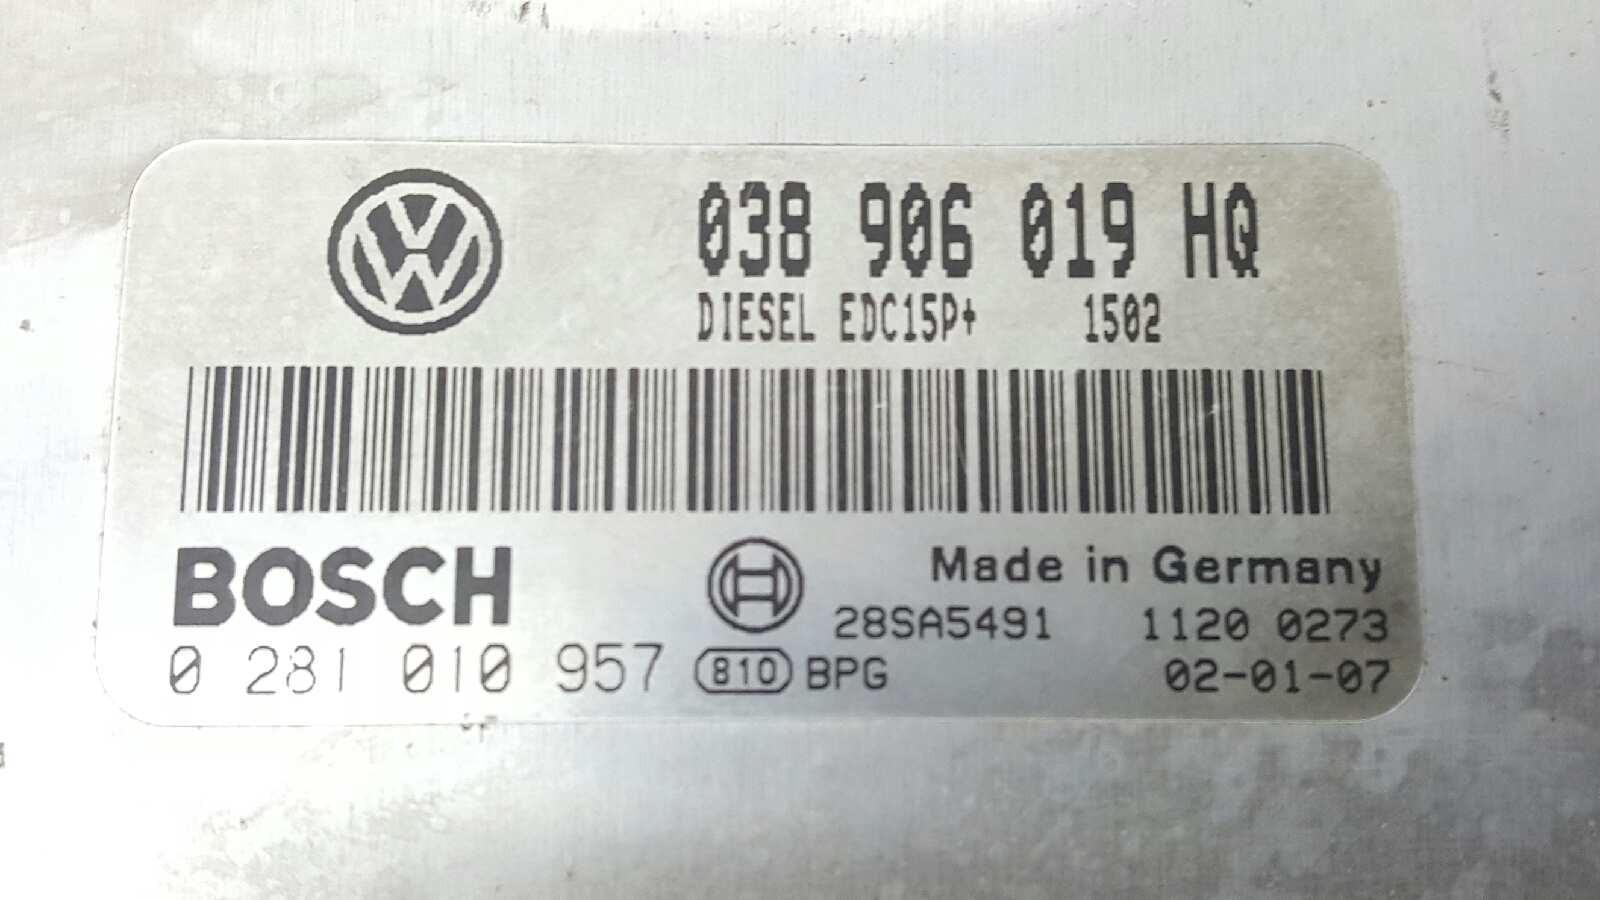 038 906 019 HQ
DIESEL EDC15P+ 1502
BOSCH
Made in Germany
28SA5491 1120 0273
0 281 010 957 810 BPG 02-01-07